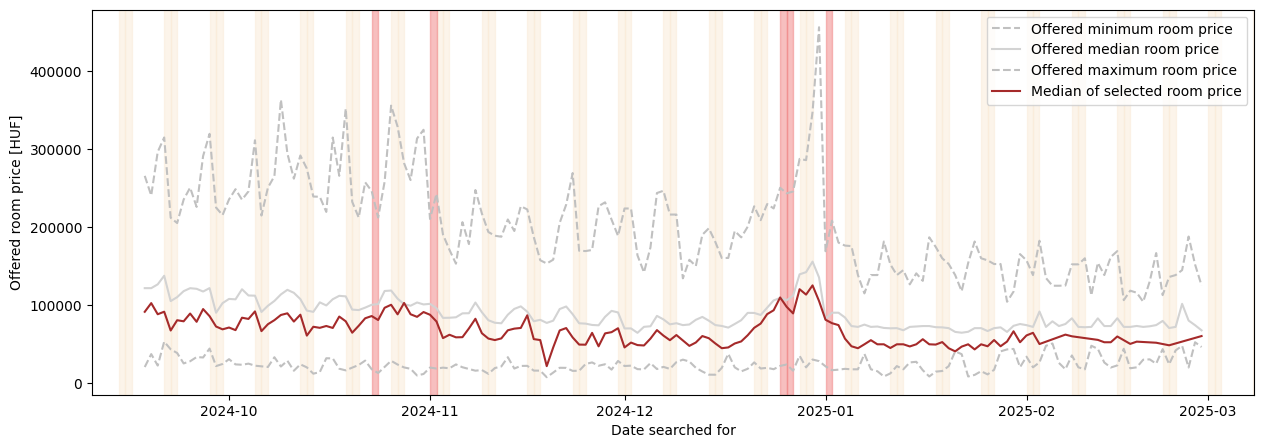 Offered minimum room price
Offered median room price
Offered maximum room price
Median of selected room price
Offered room price [HUF]
400000
300000
200000
100000
0
2024-10
2024-11
2024-12
2025-01
2025-02
2025-03
Date searched for